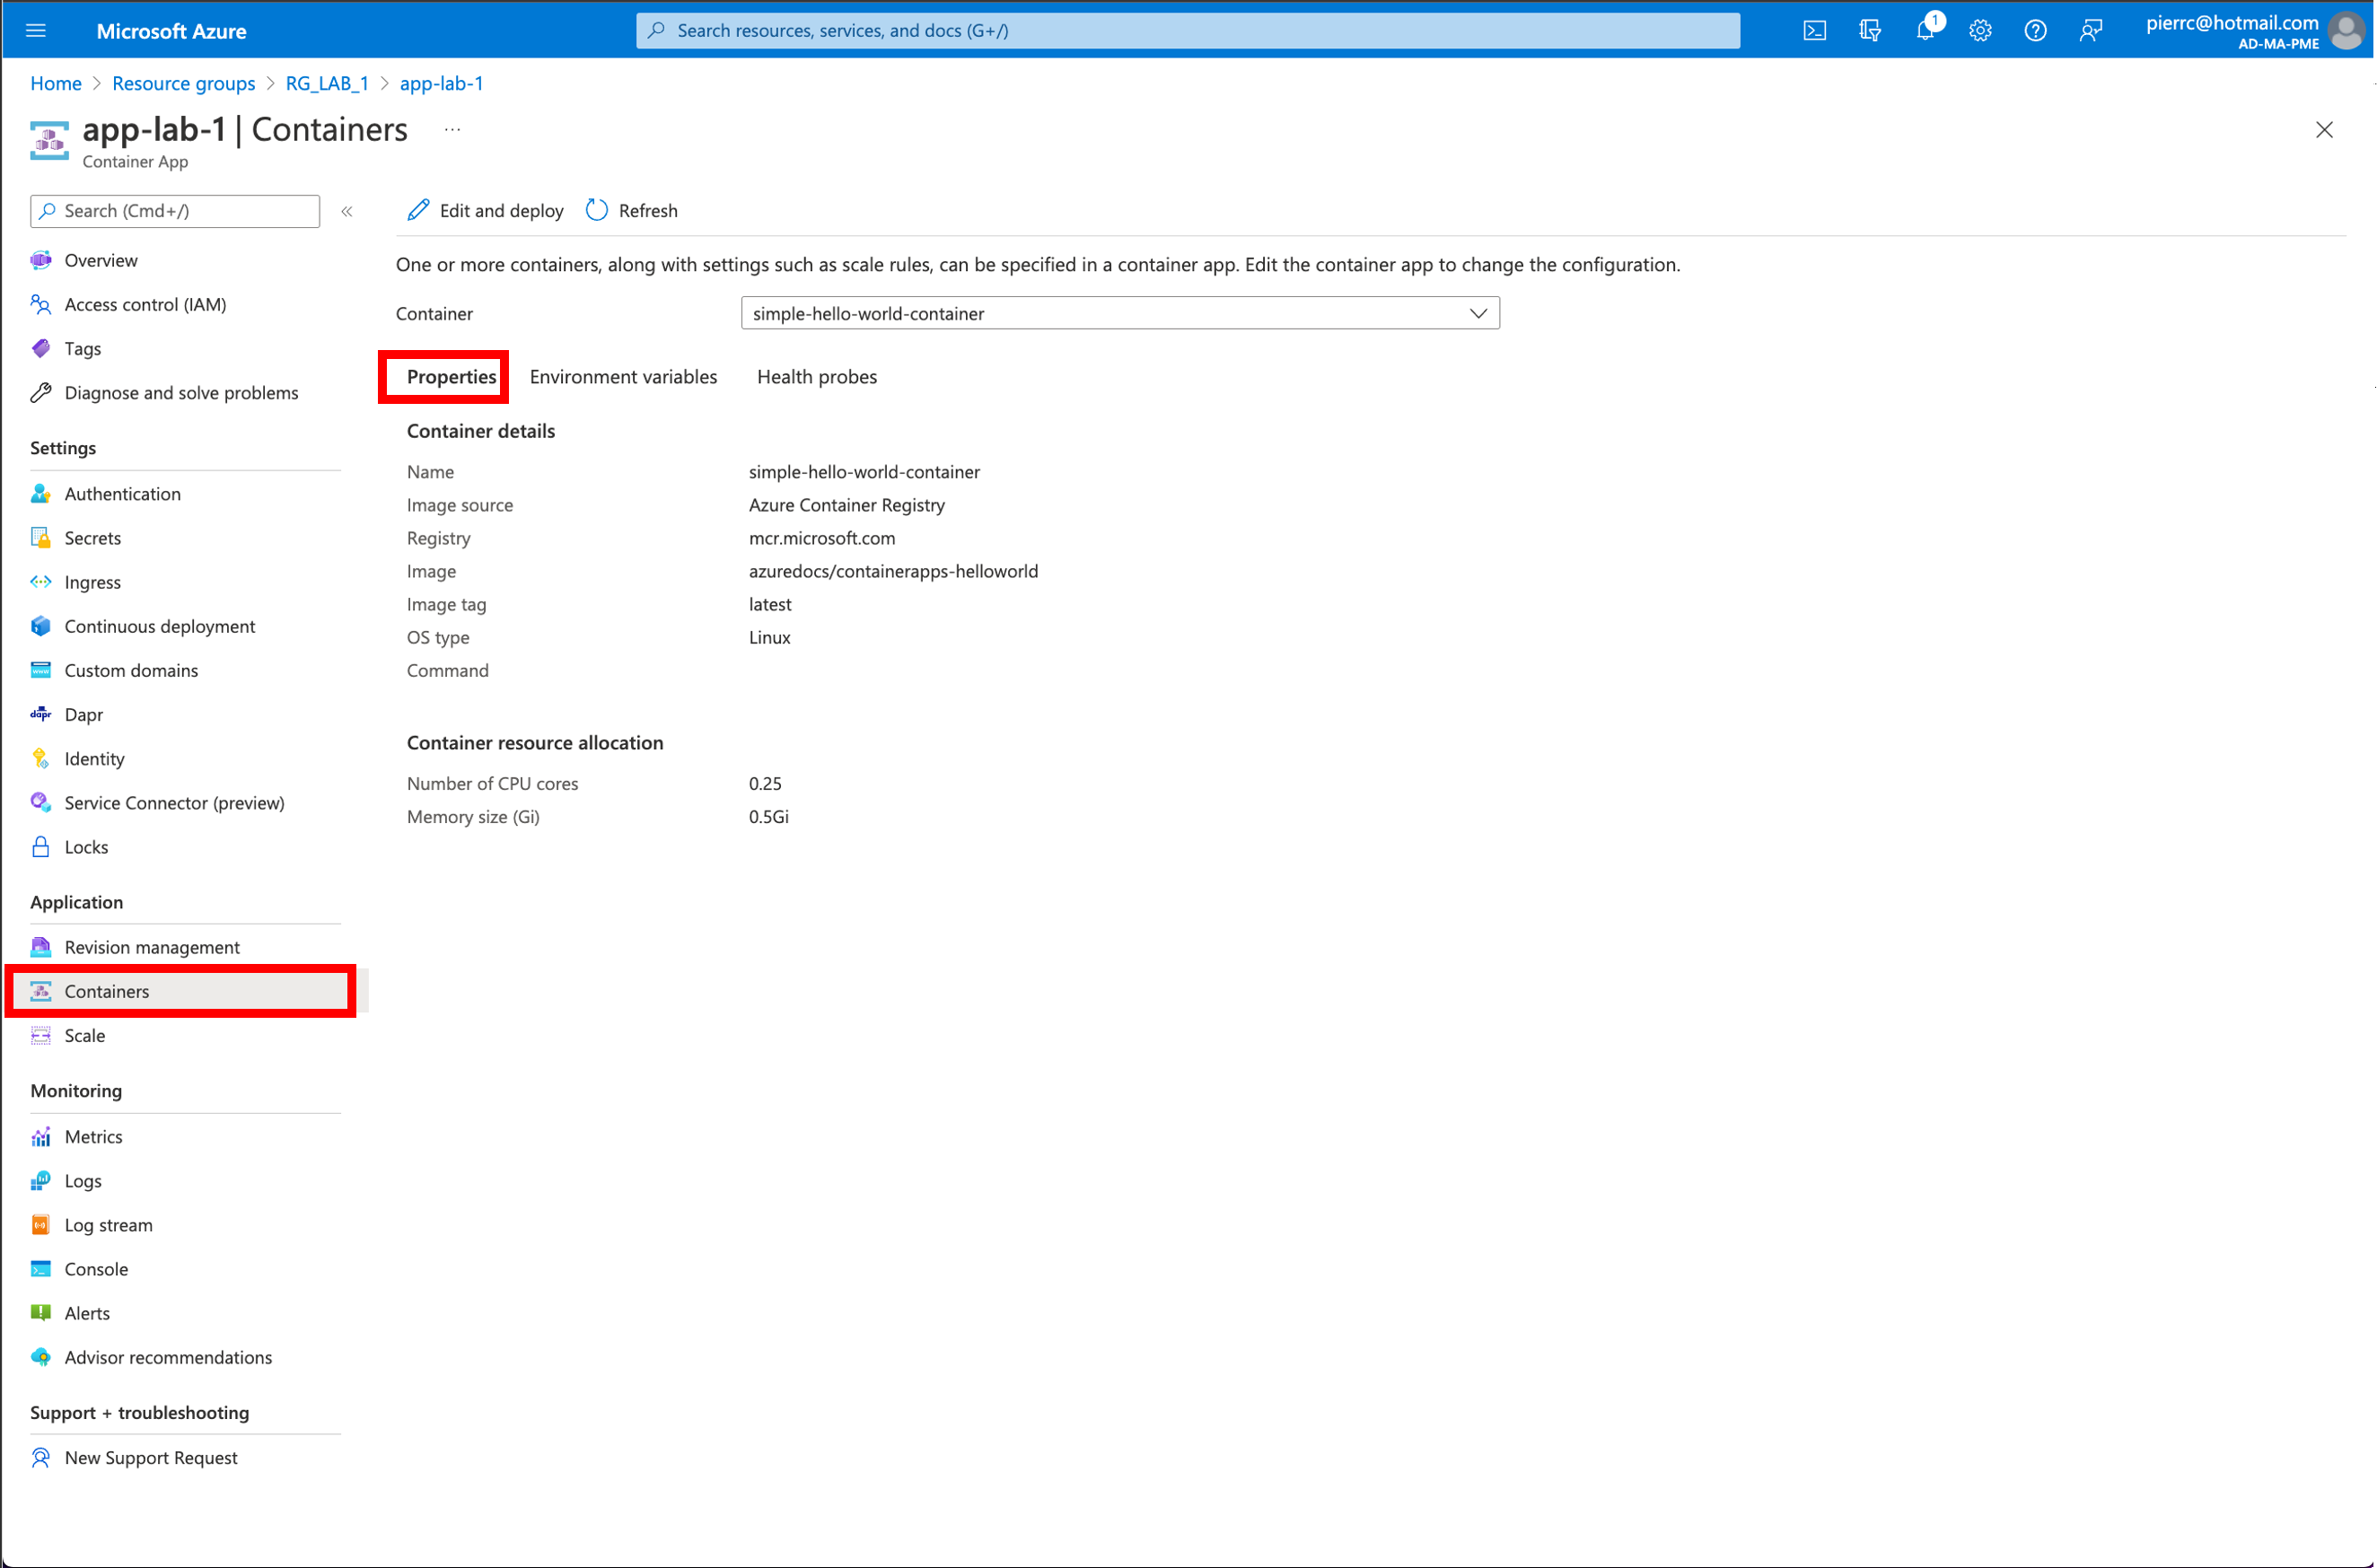 Microsoft Azure
Search resources, services, and docs (G+/)
1
pierrc@hotmail.com
AD-MA-PME
Home > Resource groups > RG_LAB_1 > app-lab-1
app-lab-1 | Containers ...
Container App
Search (Cmd+/) «
Edit and deploy Refresh
Overview
Access control (IAM)
Tags
Diagnose and solve problems
Settings
Authentication
Secrets
Ingress
Continuous deployment
Custom domains
dapr Dapr
Identity
Service Connector (preview)
Locks
Application
Revision management
Containers
Scale
Monitoring
Metrics
Logs
Log stream
Console
Alerts
Advisor recommendations
Support + troubleshooting
New Support Request
One or more containers, along with settings such as scale rules, can be specified in a container app. Edit the container app to change the configuration.
Container simple-hello-world-container
Properties Environment variables Health probes
Container details
Name simple-hello-world-container
Image source Azure Container Registry
Registry mcr.microsoft.com
Image azuredocs/containerapps-helloworld
Image tag latest
OS type Linux
Command
Container resource allocation
Number of CPU cores 0.25
Memory size (Gi) 0.5Gi